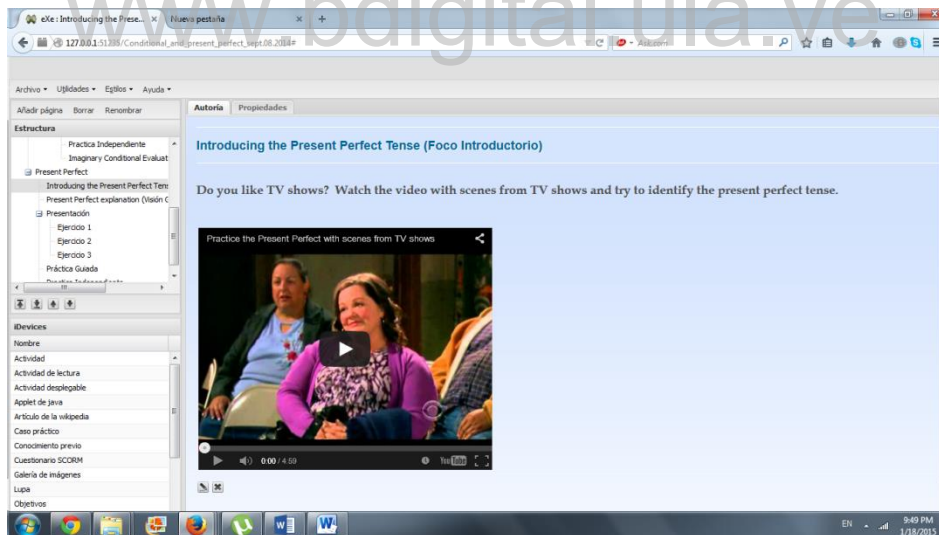 www.bdigital.ula.ve
eXe : Introducing the Prese...
Nueva pestaña
127.0.0.1:51235/Conditional_and_present_perfect_sept.08.2014#
Ask.com
Archivo
Utilidades
Estilos
Ayuda
Añadir página
Borrar
Renombrar
Autoría
Propiedades
Estructura
Practica Independiente
Imaginary Conditional Evaluat
Present Perfect
Introducing the Present Perfect Tens
Present Perfect explanation (Visión G
Presentación
Ejercicio 1
Ejercicio 2
Ejercicio 3
Práctica Guiada
iDevices
Nombre
Actividad
Actividad de lectura
Actividad desplegable
Applet de java
Artículo de la wikipedia
Caso práctico
Conocimiento previo
Cuestionario SCORM
Galería de imágenes
Lupa
Objetivos
Introducing the Present Perfect Tense (Foco Introductorio)
Do you like TV shows? Watch the video with scenes from TV shows and try to identify the present perfect tense.
Practice the Present Perfect with scenes from TV shows
0:00 / 4:59
YouTube
EN
9:49 PM
1/18/2015